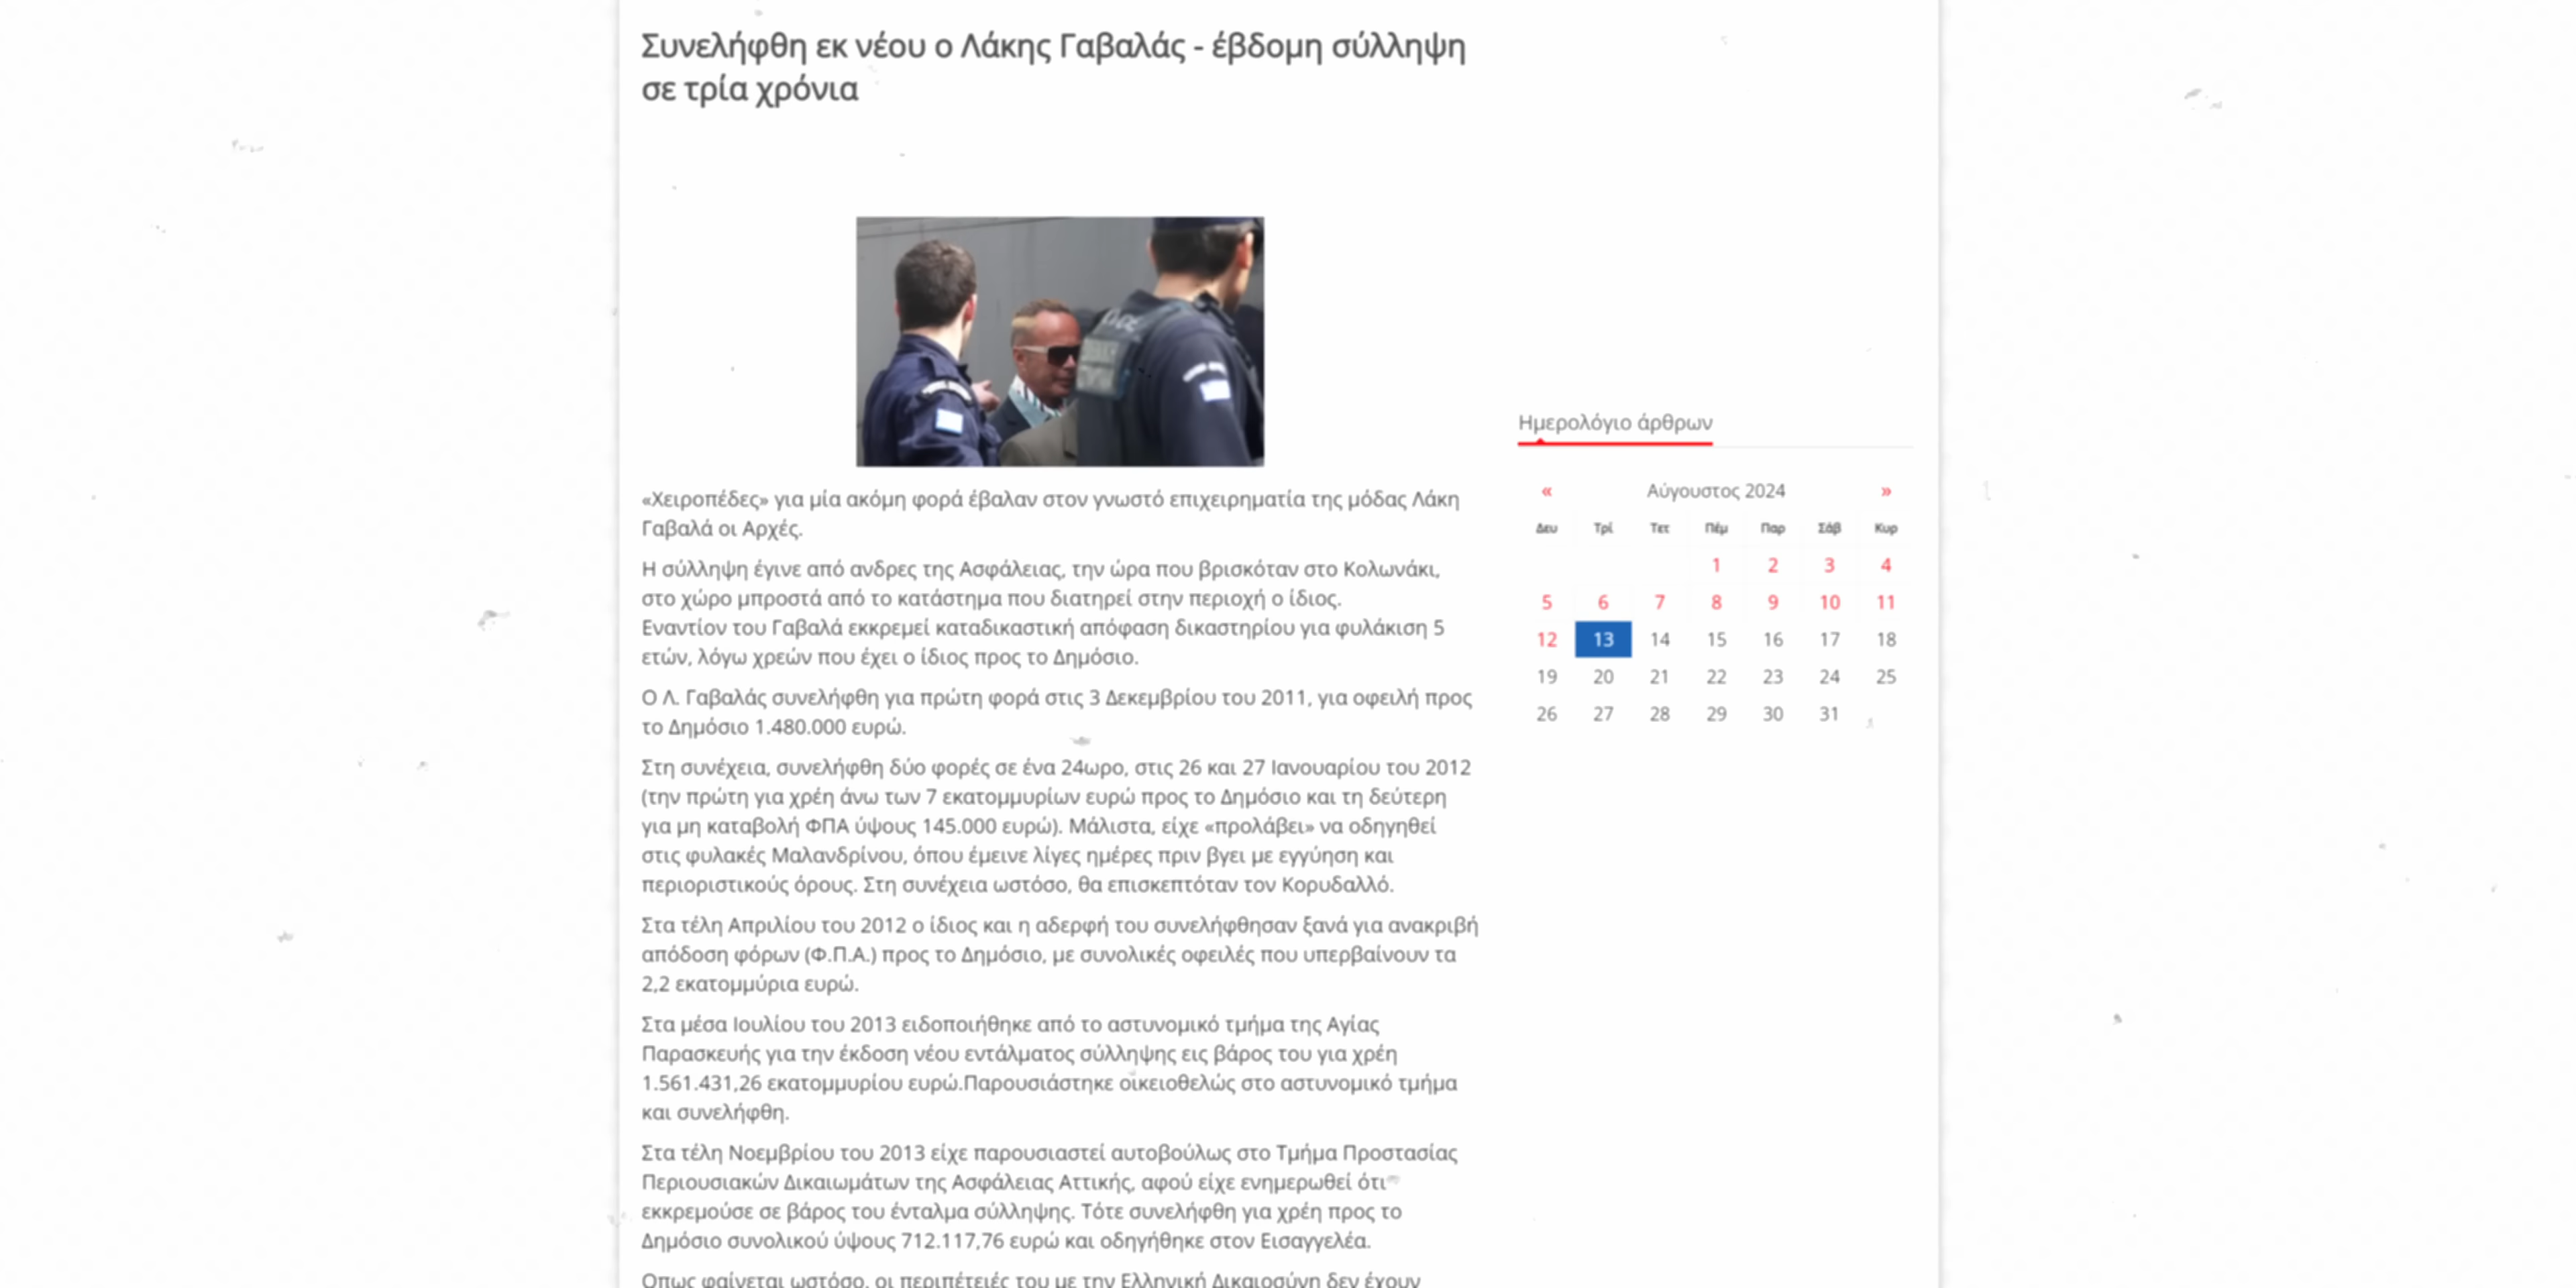 Συνελήφθη εκ νέου ο Λάκης Γαβαλάς - έβδομη σύλληψη
σε τρία χρόνια
«Χειροπέδες» για μία ακόμη φορά έβαλαν στον γνωστό επιχειρηματία της μόδας Λάκη
Γαβαλά οι Αρχές.
Η σύλληψη έγινε από ανδρες της Ασφάλειας, την ώρα που βρισκόταν στο Κολωνάκι,
στο χώρο μπροστά από το κατάστημα που διατηρεί στην περιοχή ο ίδιος.
Εναντίον του Γαβαλά εκκρεμεί καταδικαστική απόφαση δικαστηρίου για φυλάκιση 5
ετών, λόγω χρεών που έχει ο ίδιος προς το Δημόσιο.
Ο Λ. Γαβαλάς συνελήφθη για πρώτη φορά στις 3 Δεκεμβρίου του 2011, για οφειλή προς
το Δημόσιο 1.480.000 ευρώ.
Στη συνέχεια, συνελήφθη δύο φορές σε ένα 24ωρο, στις 26 και 27 Ιανουαρίου του 2012
(την πρώτη για χρέη άνω των 7 εκατομμυρίων ευρώ προς το Δημόσιο και τη δεύτερη
για μη καταβολή ΦΠΑ ύψους 145.000 ευρώ). Μάλιστα, είχε «προλάβει» να οδηγηθεί
στις φυλακές Μαλανδρίνου, όπου έμεινε λίγες ημέρες πριν βγει με εγγύηση και
περιοριστικούς όρους. Στη συνέχεια ωστόσο, θα επισκεπτόταν τον Κορυδαλλό.
Στα τέλη Απριλίου του 2012 ο ίδιος και η αδερφή του συνελήφθησαν ξανά για ανακριβή
απόδοση φόρων (Φ.Π.Α.) προς το Δημόσιο, με συνολικές οφειλές που υπερβαίνουν τα
2,2 εκατομμύρια ευρώ.
Στα μέσα Ιουλίου του 2013 ειδοποιήθηκε από το αστυνομικό τμήμα της Αγίας
Παρασκευής για την έκδοση νέου εντάλματος σύλληψης εις βάρος του για χρέη
1.561.431,26 εκατομμυρίου ευρώ.Παρουσιάστηκε οικειοθελώς στο αστυνομικό τμήμα
και συνελήφθη.
Στα τέλη Νοεμβρίου του 2013 είχε παρουσιαστεί αυτοβούλως στο Τμήμα Προστασίας
Περιουσιακών Δικαιωμάτων της Ασφάλειας Αττικής, αφού είχε ενημερωθεί ότι
εκκρεμούσε σε βάρος του ένταλμα σύλληψης. Τότε συνελήφθη για χρέη προς το
Δημόσιο συνολικού ύψους 712.117,76 ευρώ και οδηγήθηκε στον Εισαγγελέα.
Οπως φαίνεται ωστόσο, οι περιπέτειές του με την Ελληνική Δικαιοσύνη δεν έχουν
Ημερολόγιο άρθρων
« Αύγουστος 2024 »
Δευ Τρί Τετ Πέμ Παρ Σάβ Κυρ
1 2 3 4
5 6 7 8 9 10 11
12 13 14 15 16 17 18
19 20 21 22 23 24 25
26 27 28 29 30 31